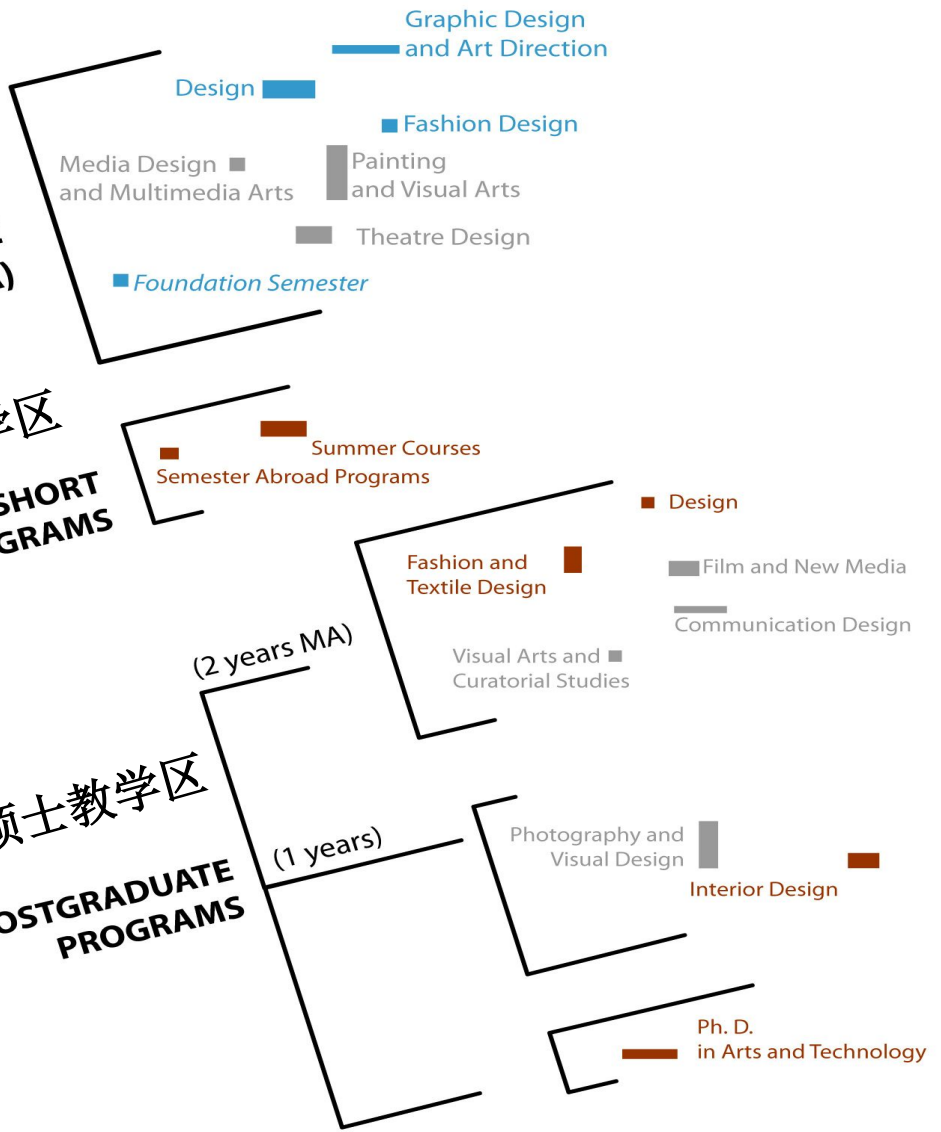 Graphic Design
and Art Direction
Design
Fashion Design
Media Design
and Multimedia Arts
Painting
and Visual Arts
Theatre Design
Foundation Semester
学区
SHORT
GRAMS
Summer Courses
Semester Abroad Programs
(2 years MA)
Design
Fashion and
Textile Design
Film and New Media
Communication Design
Visual Arts and
Curatorial Studies
硕士教学区
OSTGRADUATE
PROGRAMS
(1 years)
Photography and
Visual Design
Interior Design
Ph. D.
in Arts and Technology